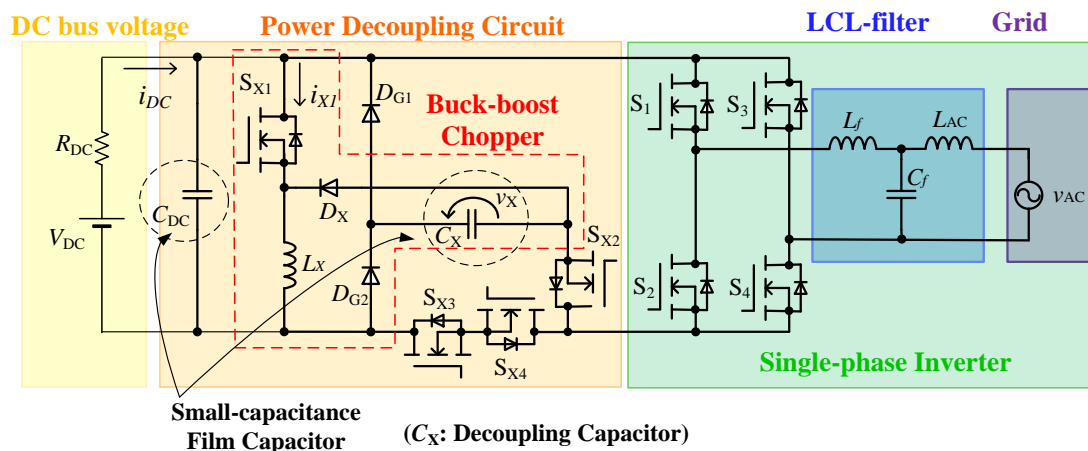 DC bus voltage
Power Decoupling Circuit
LCL-filter
Grid
iDC
SX1
iX1
DG1
Buck-boost
Chopper
S1
S3
Lf
LAC
RDC
CDC
DX
vX
CX
Cf
vAC
VDC
LX
DG2
SX2
SX3
SX4
S2
S4
Single-phase Inverter
Small-capacitance
Film Capacitor
(CX: Decoupling Capacitor)